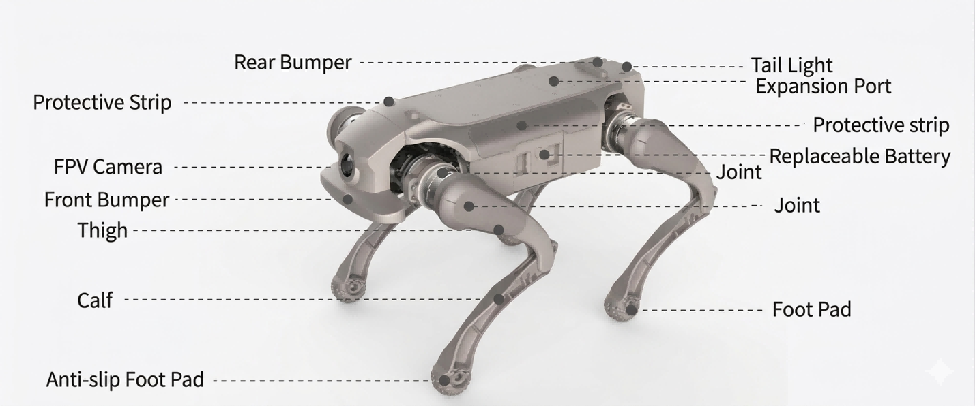 Rear Bumper
Tail Light
Expansion Port
Protective Strip
Protective strip
FPV Camera
Replaceable Battery
Joint
Front Bumper
Joint
Thigh
Calf
Foot Pad
Anti-slip Foot Pad